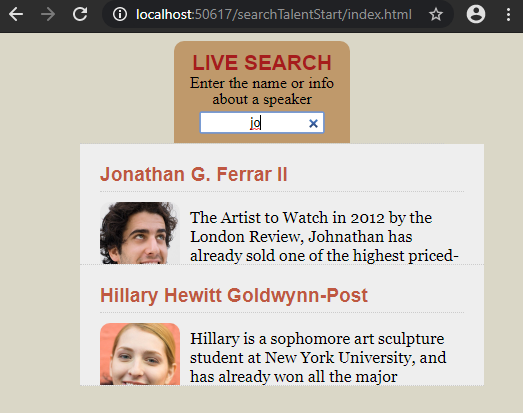 localhost:50617/searchTalentStart/index.html
LIVE SEARCH
Enter the name or info
about a speaker
jo
Jonathan G. Ferrar II
The Artist to Watch in 2012 by the
London Review, Johnathan has
already sold one of the highest priced-
Hillary Hewitt Goldwynn-Post
Hillary is a sophomore art sculpture
student at New York University, and
has already won all the major